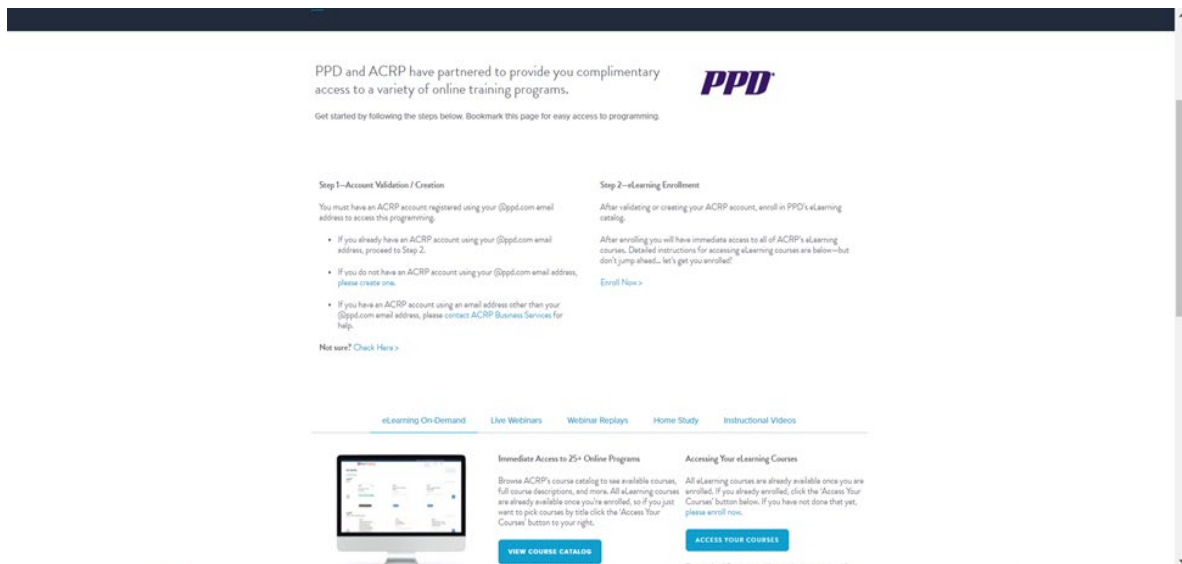 PPD and ACRP have partnered to provide you complimentary
access to a variety of online training programs.
PPD
Get started by following the steps below. Bookmark this page for easy access to programming.
Step 1—Account Validation / Creation
You must have an ACRP account registered using your @ppd.com email
address to access this programming.
• If you already have an ACRP account using your @ppd.com email
address, proceed to Step 2.
• If you do not have an ACRP account using your @ppd.com email address,
please create one.
• If you have an ACRP account using an email address other than your
@ppd.com email address, please contact ACRP Business Services for
help.
Not sure? Check Here >
Step 2—eLearning Enrollment
After validating or creating your ACRP account, enroll in PPD's eLearning
catalog.
After enrolling you will have immediate access to all of ACRP's eLearning
courses. Detailed instructions for accessing eLearning courses are below—but
don't jump ahead... let's get you enrolled!
Enroll Now >
eLearning On-Demand
Live Webinars
Webinar Replays
Home Study
Instructional Videos
Immediate Access to 25+ Online Programs
Browse ACRP's course catalog to see available courses,
full course descriptions, and more. All eLearning courses
are already available once you're enrolled, so if you just
want to pick courses by title click the 'Access Your
Courses' button to your right.
VIEW COURSE CATALOG
Accessing Your eLearning Courses
All eLearning courses are already available once you are
enrolled. If you already enrolled, click the 'Access Your
Courses' button below. If you have not done that yet,
please enroll now.
ACCESS YOUR COURSES